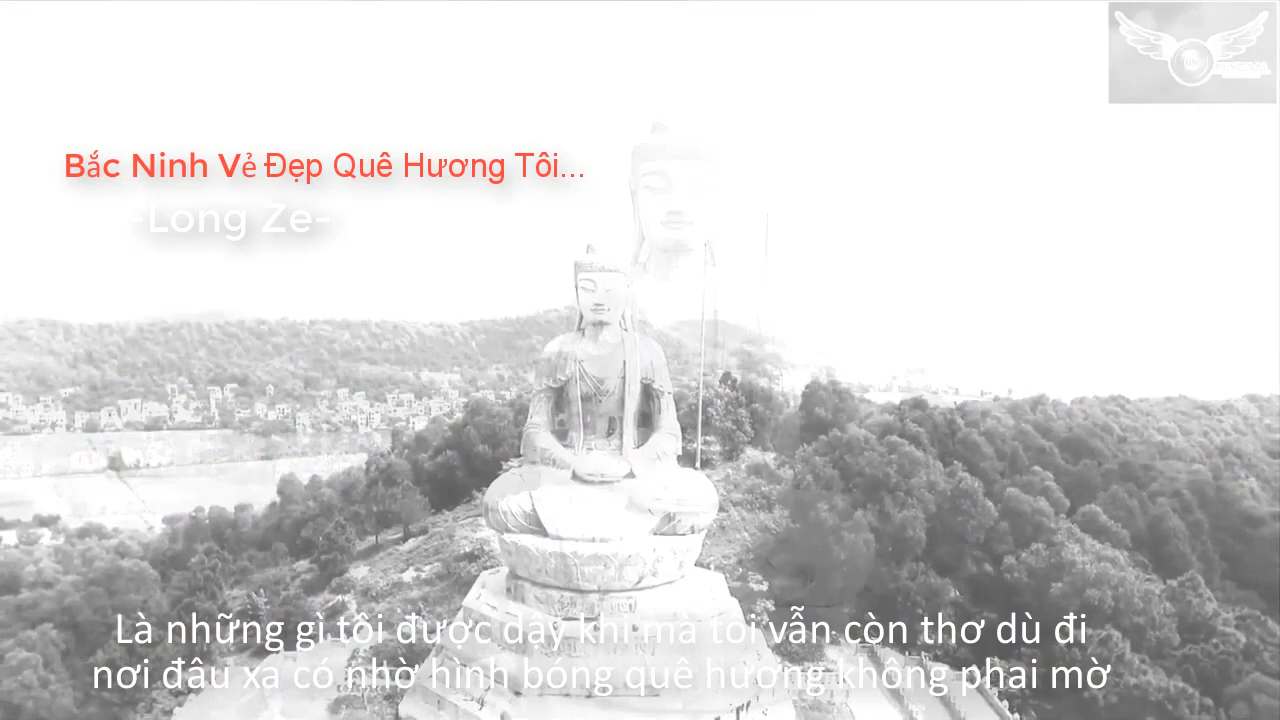 Bắc Ninh Vẻ Đẹp Quê Hương Tôi...
-Long Ze-
Là những gì tôi được dạy khi mà tôi vẫn còn thơ dù đi
nơi đâu xa có nhờ hình bóng quê hương không phai mờ